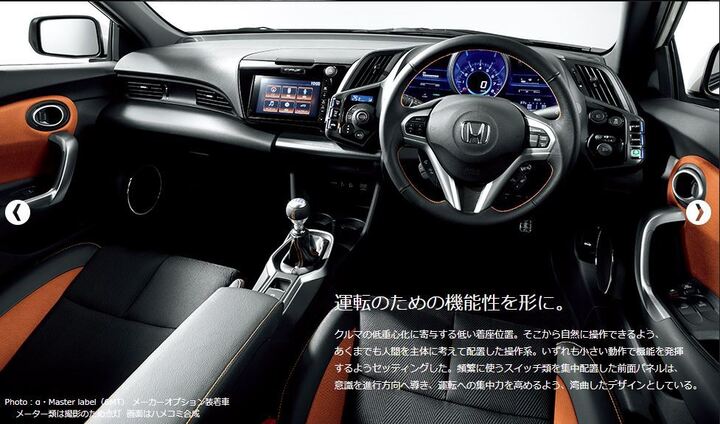 運転のための機能性を形に。
クルマの低重心化に寄与する低い着座位置。そこから自然に操作できるよう、
あくまでも人間を主体に考えて配置した操作系。いずれも小さい動作で機能を発揮
するようセッティングした。頻繁に使うスイッチ類を集中配置した前面パネルは、
意識を進行方向へ導き、運転への集中力を高めるよう、湾曲したデザインとしている。
Photo：α・Master label（6MT） メーカーオプション装着車
メーター類は撮影のため点灯 画面はハメコミ合成